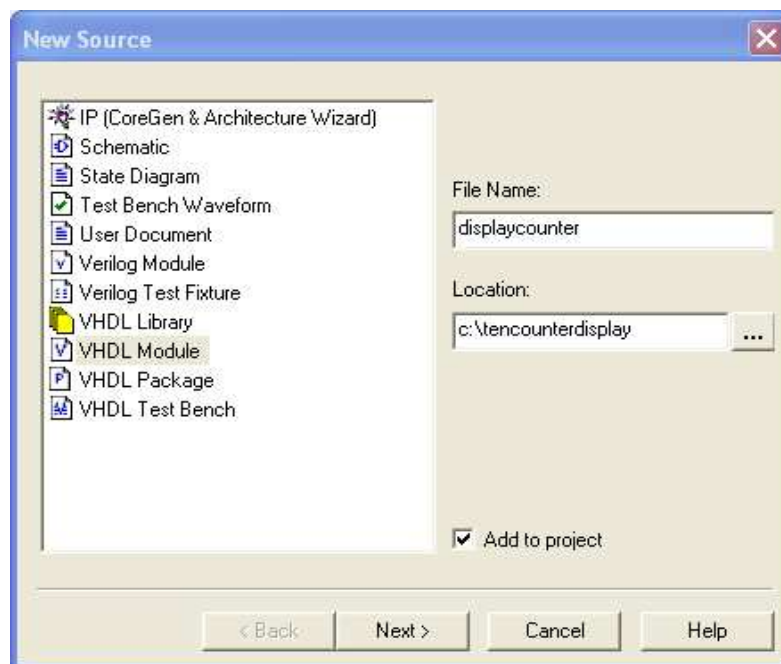 New Source
IP (CoreGen & Architecture Wizard)
Schematic
State Diagram
Test Bench Waveform
User Document
Verilog Module
Verilog Test Fixture
VHDL Library
VHDL Module
VHDL Package
VHDL Test Bench
File Name:
displaycounter
Location:
c:\tencounterdisplay
...
Add to project
< Back
Next >
Cancel
Help